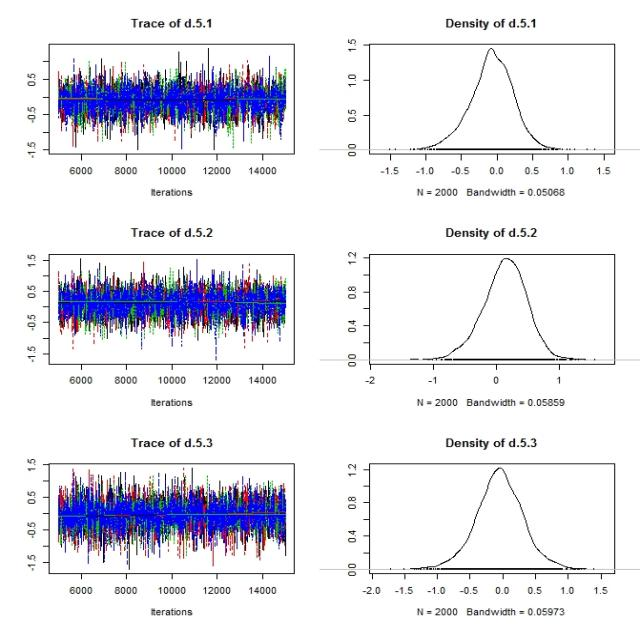 Trace of d.5.1
Density of d.5.1
-1.5 -0.5 0.5
6000 8000 10000 12000 14000
Iterations
0.0 0.5 1.0 1.5
-1.5 -1.0 -0.5 0.0 0.5 1.0 1.5
N = 2000 Bandwidth = 0.05068
Trace of d.5.2
Density of d.5.2
-1.5 -0.5 0.5 1.5
6000 8000 10000 12000 14000
Iterations
0.0 0.4 0.8 1.2
-2 -1 0 1
N = 2000 Bandwidth = 0.05859
Trace of d.5.3
Density of d.5.3
-1.5 -0.5 0.5 1.5
6000 8000 10000 12000 14000
Iterations
0.0 0.4 0.8 1.2
-2.0 -1.5 -1.0 -0.5 0.0 0.5 1.0 1.5
N = 2000 Bandwidth = 0.05973